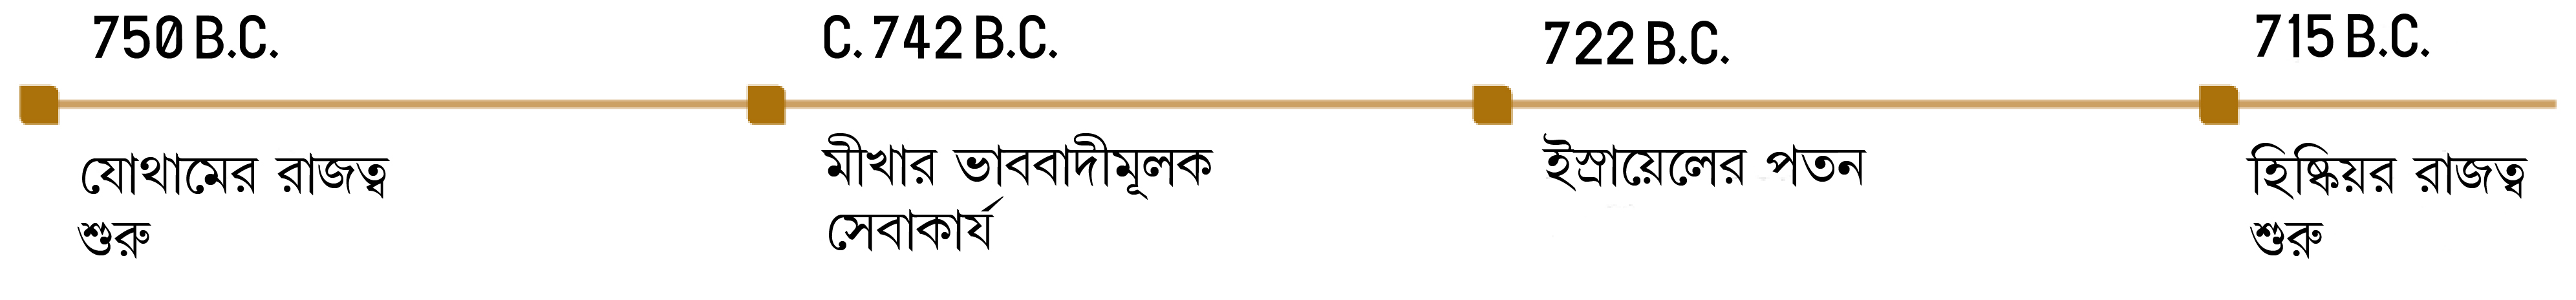 750 B.C.
C. 742 B.C.
722 B.C.
715 B.C.
যোথামের রাজত্ব
শুরু
মীখার ভাববাদীমূলক
সেবাকার্য
ইস্রায়েলের পতন
হিষ্কিয়র রাজত্ব
শুরু